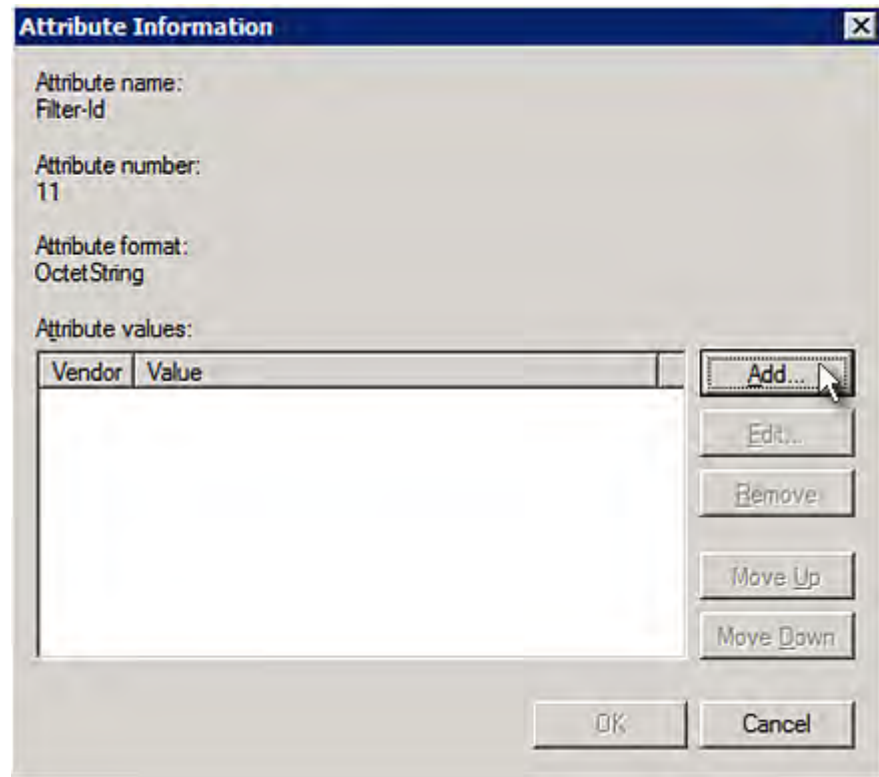 Attribute Information
Attribute name:
Filter-Id
Attribute number:
11
Attribute format:
OctetString
Attribute values:
Vendor Value
Add...
Edit...
Remove
Move Up
Move Down
OK Cancel